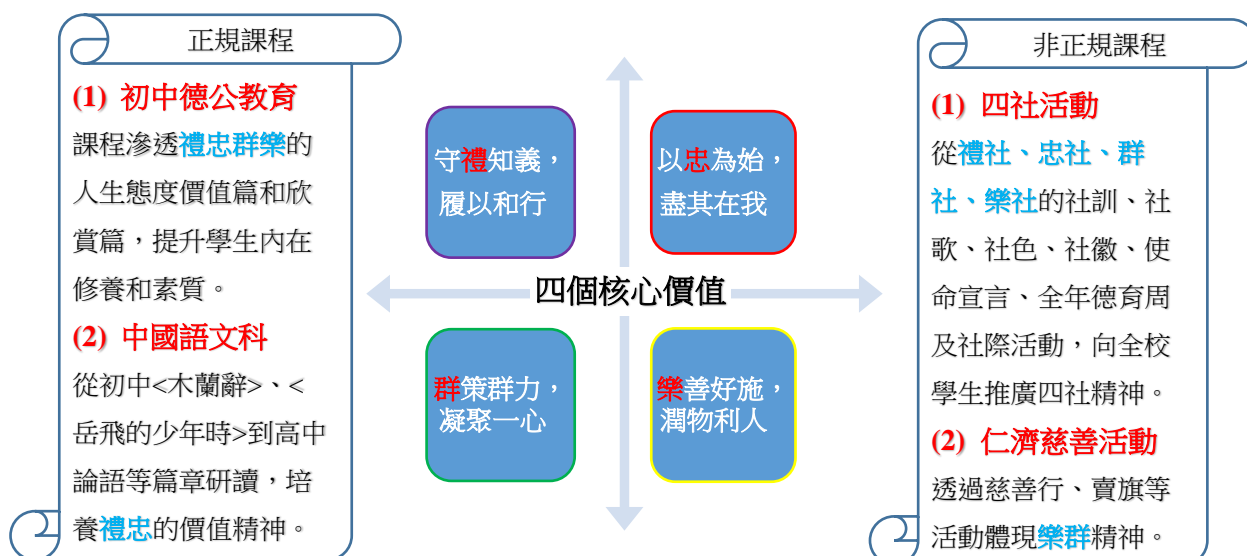 正規課程
(1) 初中德公教育
課程滲透禮忠群樂的
人生態度價值篇和欣
賞篇，提升學生內在
修養和素質。
(2) 中國語文科
從初中<木蘭辭>、<
岳飛的少年時>到高中
論語等篇章研讀，培
養禮忠的價值精神。
守禮知義，
履以和行
以忠為始，
盡其在我
四個核心價值
群策群力，
凝聚一心
樂善好施，
潤物利人
非正規課程
(1) 四社活動
從禮社、忠社、群
社、樂社的社訓、社
歌、社色、社徽、使
命宣言、全年德育周
及社際活動，向全校
學生推廣四社精神。
(2) 仁濟慈善活動
透過慈善行、賣旗等
活動體現樂群精神。